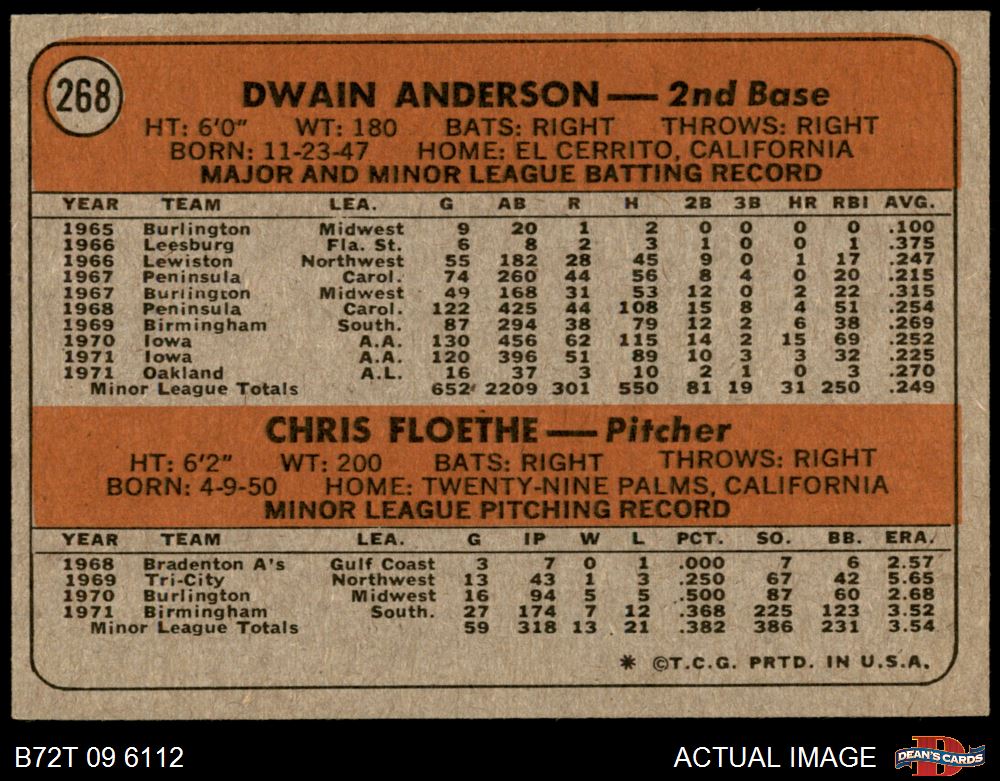 268
DWAIN ANDERSON — 2nd Base
HT: 6'0" WT: 180 BATS: RIGHT THROWS: RIGHT
BORN: 11-23-47 HOME: EL CERRITO, CALIFORNIA
MAJOR AND MINOR LEAGUE BATTING RECORD
YEAR TEAM LEA. G AB R H 2B 3B HR RBI AVG.
1965 Burlington Midwest 9 20 1 2 0 0 0 0 .100
1966 Leesburg Fla. St. 6 8 2 3 1 0 0 1 .375
1966 Lewiston Northwest 55 182 28 45 9 0 1 17 .247
1967 Peninsula Carol. 74 260 44 56 8 4 0 20 .215
1967 Burlington Midwest 49 168 31 53 12 0 2 22 .315
1968 Peninsula Carol. 122 425 44 108 15 8 4 51 .254
1969 Birmingham South. 87 294 38 79 12 2 6 38 .269
1970 Iowa A.A. 130 456 62 115 14 2 15 69 .252
1971 Iowa A.A. 120 396 51 89 10 3 3 32 .225
1971 Oakland A.L. 16 37 3 10 2 1 0 3 .270
Minor League Totals 652 2209 301 550 81 19 31 250 .249
CHRIS FLOETHE — Pitcher
HT: 6'2" WT: 200 BATS: RIGHT THROWS: RIGHT
BORN: 4-9-50 HOME: TWENTY-NINE PALMS, CALIFORNIA
MINOR LEAGUE PITCHING RECORD
YEAR TEAM LEA. G IP W L PCT. SO. BB. ERA.
1968 Bradenton A's Gulf Coast 3 7 0 1 .000 7 6 2.57
1969 Tri-City Northwest 13 43 1 3 .250 67 42 5.65
1970 Burlington Midwest 16 94 5 5 .500 87 60 2.68
1971 Birmingham South. 27 174 7 12 .368 225 123 3.52
Minor League Totals 59 318 13 21 .382 386 231 3.54
* ©T.C.G. PRTD. IN U.S.A.
B72T 09 6112 ACTUAL IMAGE
D DEAN'S CARDS